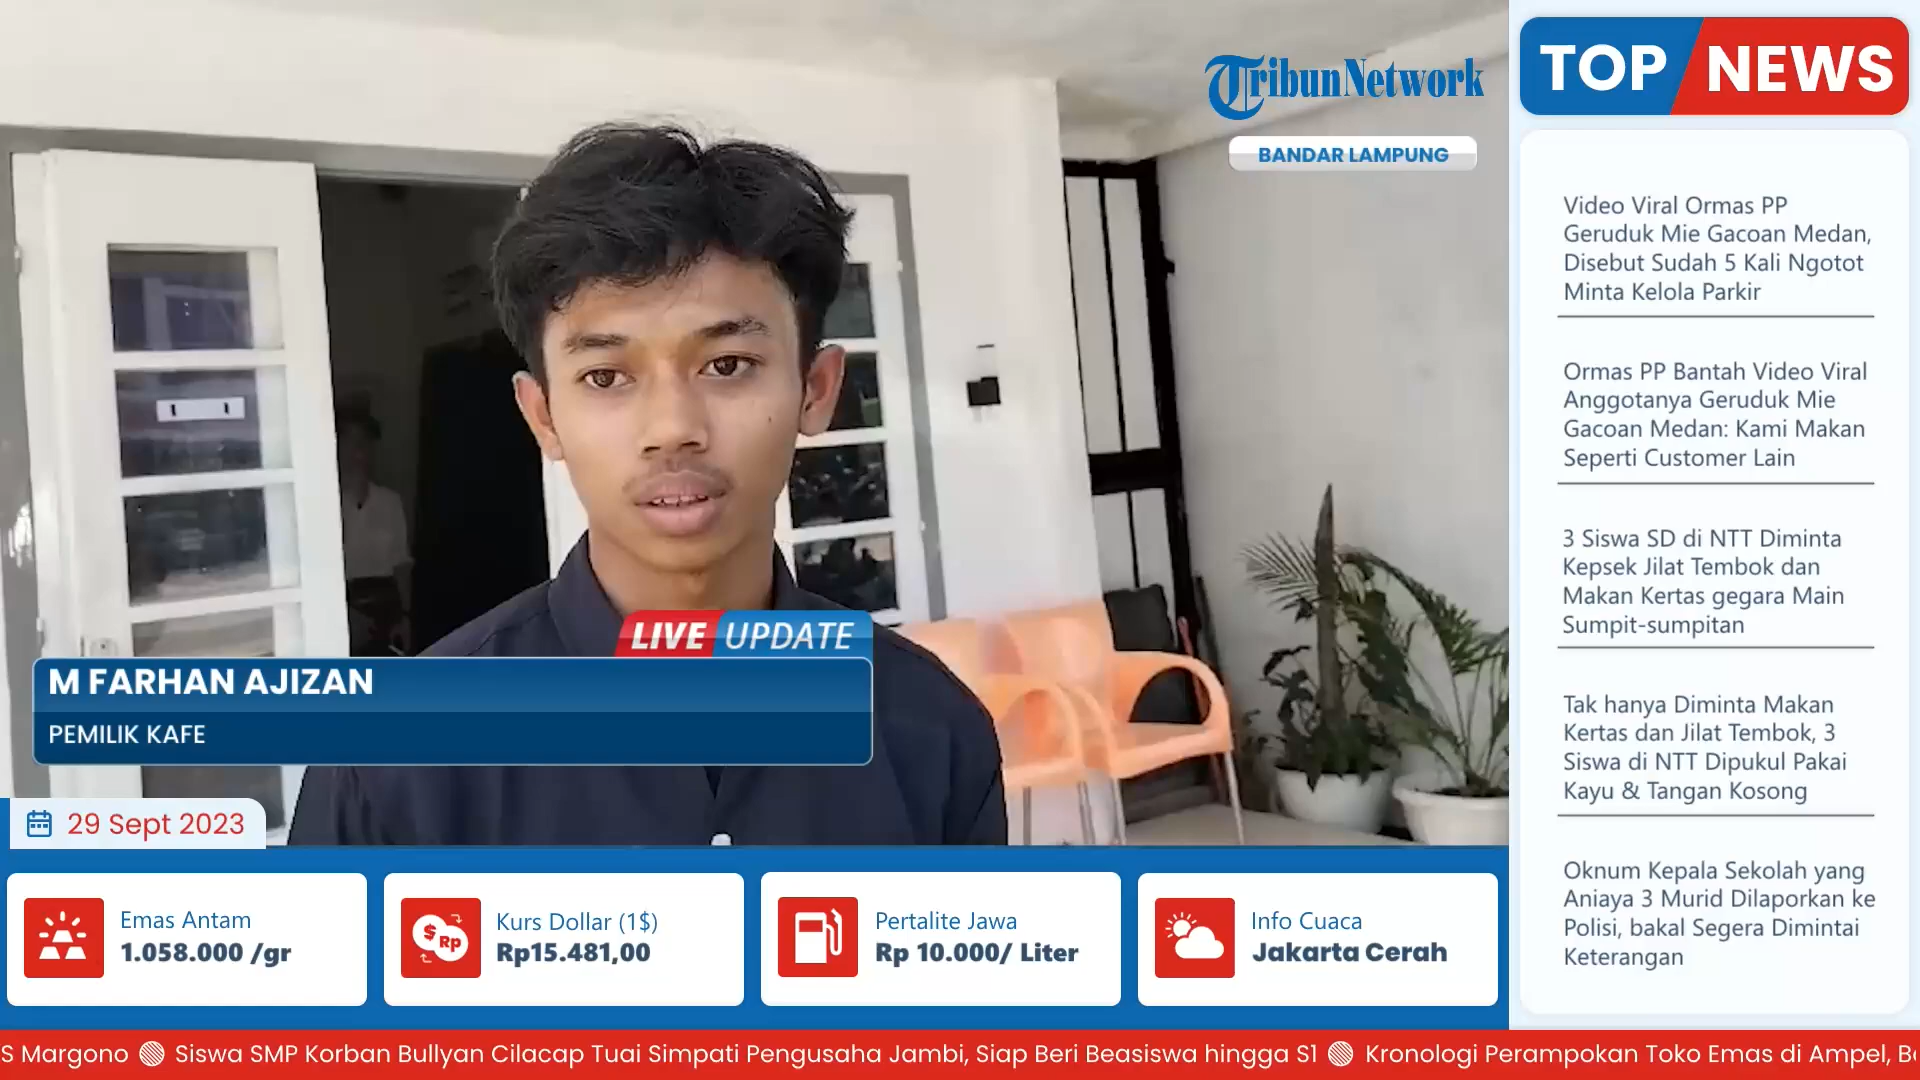 TribunNetwork
BANDAR LAMPUNG
LIVE UPDATE
M FARHAN AJIZAN
PEMILIK KAFE
29 Sept 2023
Emas Antam
1.058.000 /gr
Kurs Dollar (1$)
Rp15.481,00
Pertalite Jawa
Rp 10.000/ Liter
Info Cuaca
Jakarta Cerah
TOP NEWS
Video Viral Ormas PP
Geruduk Mie Gacoan Medan,
Disebut Sudah 5 Kali Ngotot
Minta Kelola Parkir
Ormas PP Bantah Video Viral
Anggotanya Geruduk Mie
Gacoan Medan: Kami Makan
Seperti Customer Lain
3 Siswa SD di NTT Diminta
Kepsek Jilat Tembok dan
Makan Kertas gegara Main
Sumpit-sumpitan
Tak hanya Diminta Makan
Kertas dan Jilat Tembok, 3
Siswa di NTT Dipukul Pakai
Kayu & Tangan Kosong
Oknum Kepala Sekolah yang
Aniaya 3 Murid Dilaporkan ke
Polisi, bakal Segera Dimintai
Keterangan
S Margono Siswa SMP Korban Bullyan Cilacap Tuai Simpati Pengusaha Jambi, Siap Beri Beasiswa hingga S1 Kronologi Perampokan Toko Emas di Ampel,